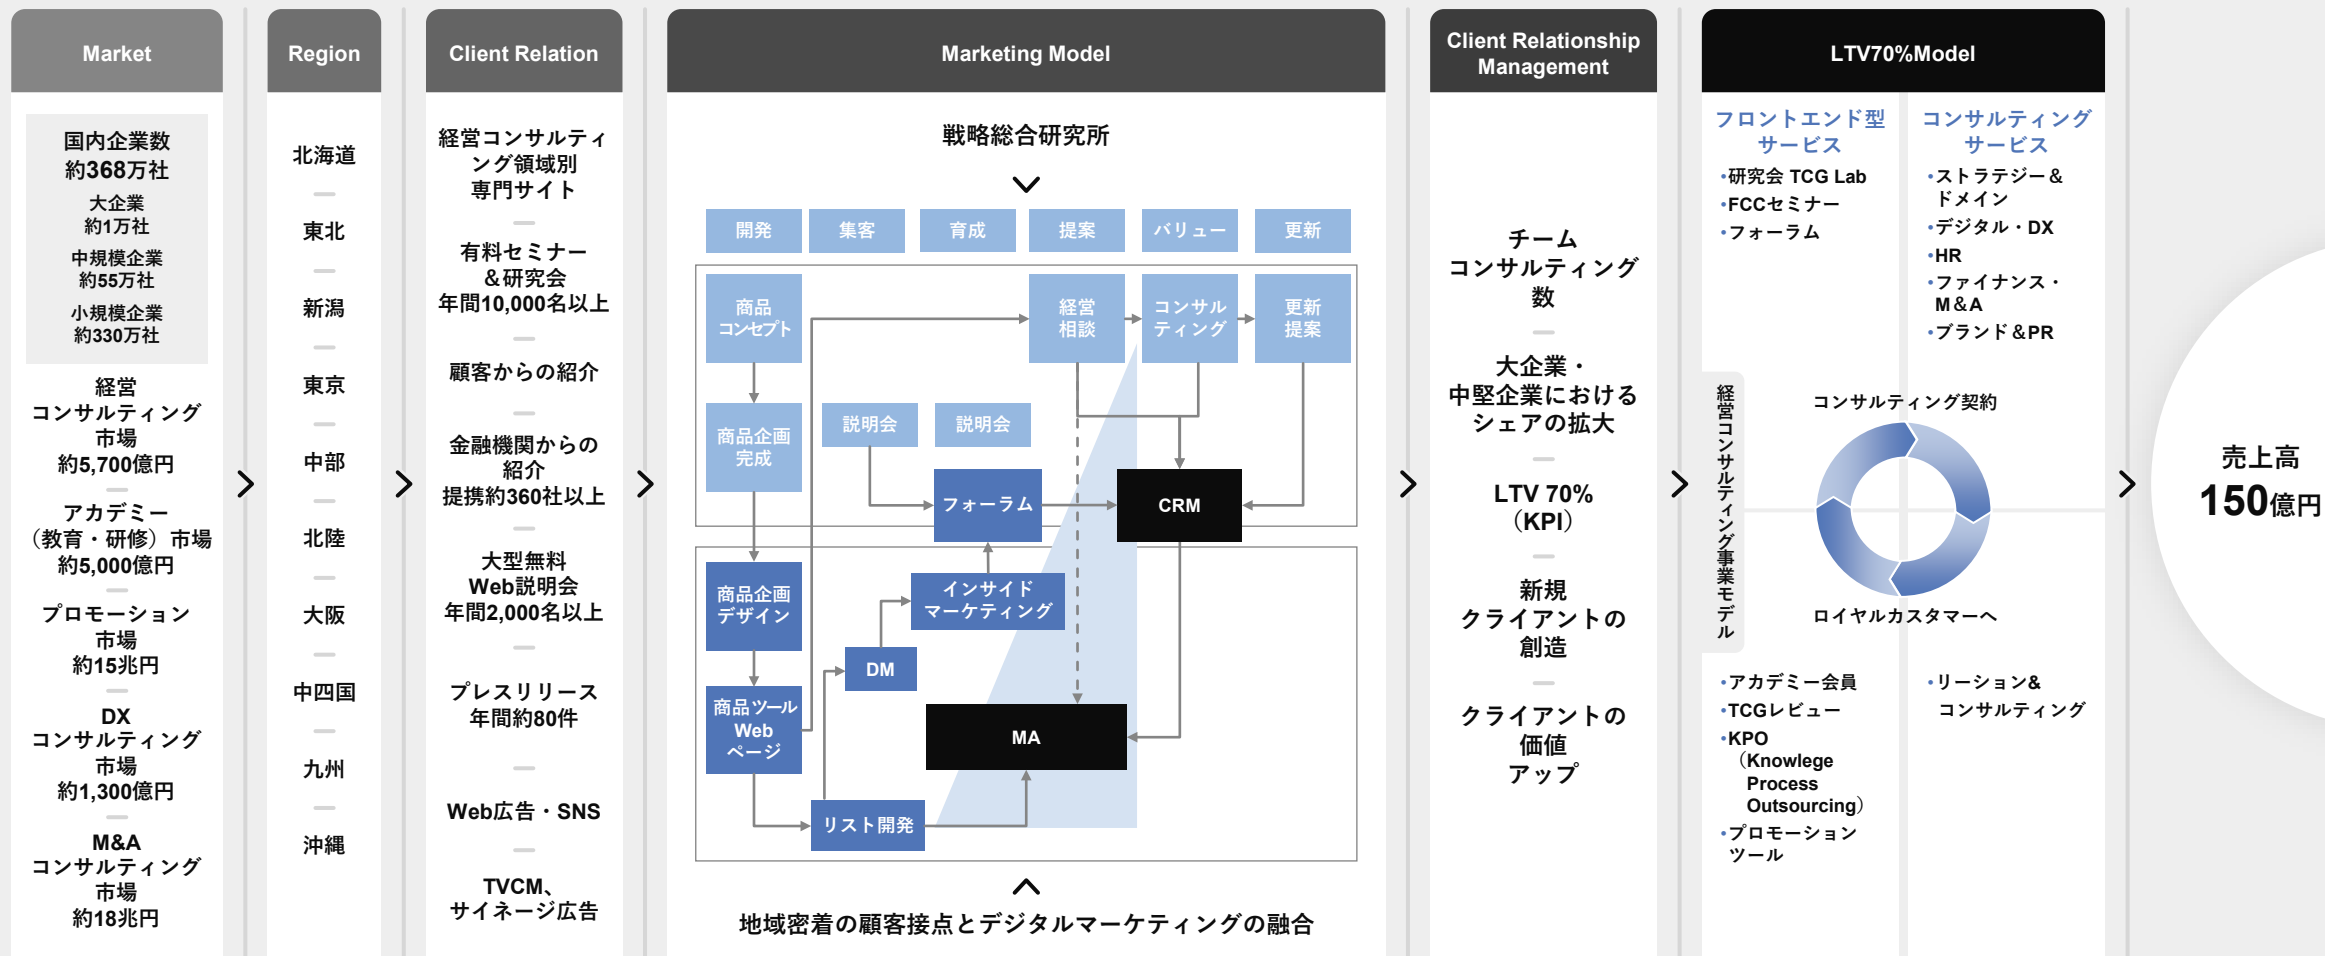 Market
国内企業数
約368万社
大企業
約1万社
中規模企業
約55万社
小規模企業
約330万社
経営
コンサルティング
市場
約5,700億円
アカデミー
（教育・研修）市場
約5,000億円
プロモーション
市場
約15兆円
DX
コンサルティング
市場
約1,300億円
M&A
コンサルティング
市場
約18兆円
Region
北海道
東北
新潟
東京
中部
北陸
大阪
中四国
九州
沖縄
Client Relation
経営コンサルティ
ング領域別
専門サイト
有料セミナー
＆研究会
年間10,000名以上
顧客からの紹介
金融機関からの
紹介
提携約360社以上
大型無料
Web説明会
年間2,000名以上
プレスリリース
年間約80件
Web広告・SNS
TVCM、
サイネージ広告
Marketing Model
戦略総合研究所
開発
集客
育成
提案
バリュー
更新
商品
コンセプト
経営
相談
コンサル
ティング
更新
提案
商品企画
完成
説明会
説明会
フォーラム
CRM
商品企画
デザイン
インサイド
マーケティング
DM
商品ツール
Web
ページ
MA
リスト開発
地域密着の顧客接点とデジタルマーケティングの融合
Client Relationship
Management
チーム
コンサルティング
数
大企業・
中堅企業における
シェアの拡大
LTV 70%
（KPI）
新規
クライアントの
創造
クライアントの
価値
アップ
LTV70%Model
フロントエンド型
サービス
•研究会 TCG Lab
•FCCセミナー
•フォーラム
コンサルティング
サービス
•ストラテジー＆
ドメイン
•デジタル・DX
•HR
•ファイナンス・
M＆A
•ブランド＆PR
経営コンサルティング事業モデル
コンサルティング契約
ロイヤルカスタマーへ
•アカデミー会員
•TCGレビュー
•KPO
（Knowlege
Process
Outsourcing）
•プロモーション
ツール
•リーション&
コンサルティング
売上高
150億円